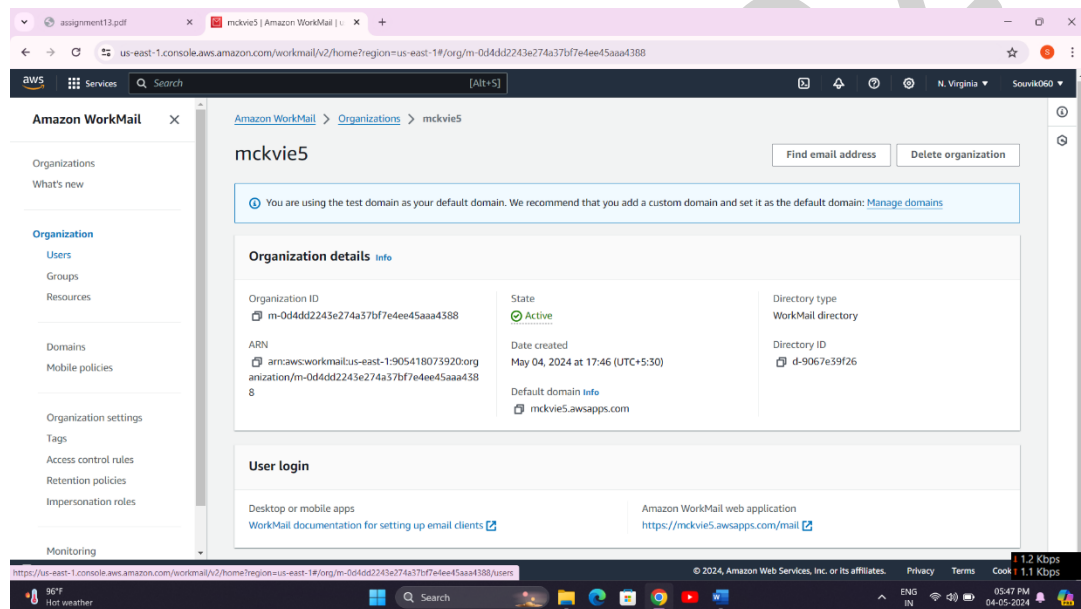 assignment13.pdf
mckvie5 | Amazon WorkMail | u
us-east-1.console.aws.amazon.com/workmail/v2/home?region=us-east-1#/org/m-0d4dd2243e274a37bf7e4ee45aaa4388
S
aws Services Search [Alt+S] N. Virginia Souvik060
Amazon WorkMail
Organizations
What's new
Organization
Users
Groups
Resources
Domains
Mobile policies
Organization settings
Tags
Access control rules
Retention policies
Impersonation roles
Monitoring
Amazon WorkMail > Organizations > mckvie5
mckvie5
Find email address Delete organization
You are using the test domain as your default domain. We recommend that you add a custom domain and set it as the default domain: Manage domains
Organization details Info
Organization ID
m-0d4dd2243e274a37bf7e4ee45aaa4388
ARN
arn:aws:workmail:us-east-1:905418073920:org
anization/m-0d4dd2243e274a37bf7e4ee45aaa438
8
State
Active
Date created
May 04, 2024 at 17:46 (UTC+5:30)
Default domain Info
mckvie5.awsapps.com
Directory type
WorkMail directory
Directory ID
d-9067e39f26
User login
Desktop or mobile apps
WorkMail documentation for setting up email clients
Amazon WorkMail web application
https://mckvie5.awsapps.com/mail
https://us-east-1.console.aws.amazon.com/workmail/v2/home?region=us-east-1#/org/m-0d4dd2243e274a37bf7e4ee45aaa4388/users
© 2024, Amazon Web Services, Inc. or its affiliates. Privacy Terms Cook
1.2 Kbps
1.1 Kbps
96°F
Hot weather
Search
ENG
IN
05:47 PM
04-05-2024